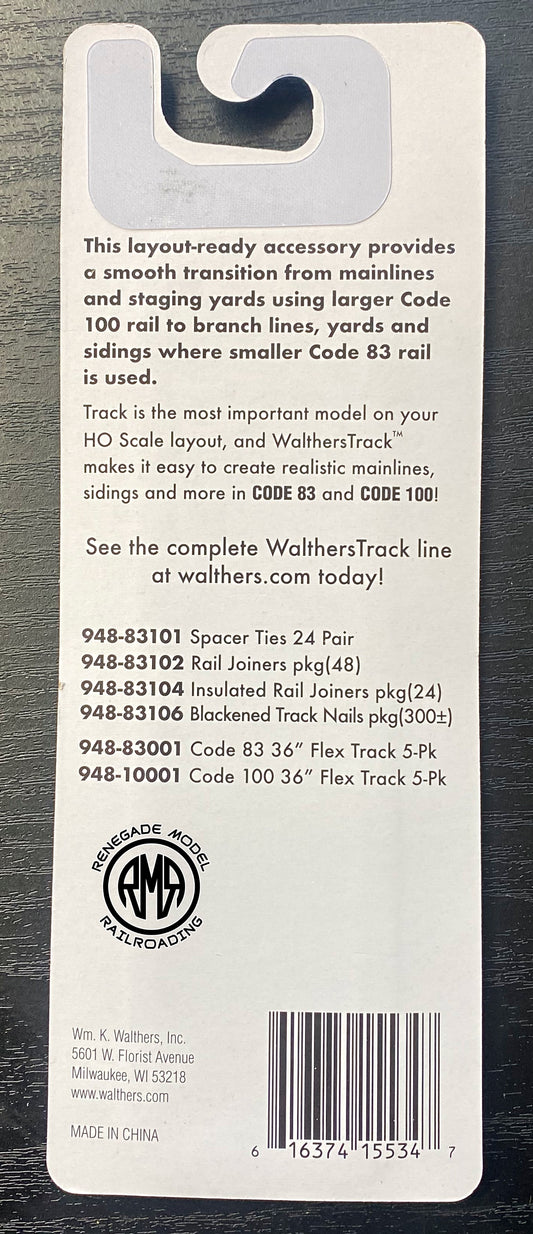 This layout-ready accessory provides
a smooth transition from mainlines
and staging yards using larger Code
100 rail to branch lines, yards and
sidings where smaller Code 83 rail
is used.
Track is the most important model on your
HO Scale layout, and WalthersTrack™
makes it easy to create realistic mainlines,
sidings and more in CODE 83 and CODE 100!
See the complete WalthersTrack line
at walthers.com today!
948-83101 Spacer Ties 24 Pair
948-83102 Rail Joiners pkg(48)
948-83104 Insulated Rail Joiners pkg(24)
948-83106 Blackened Track Nails pkg(300±)
948-83001 Code 83 36” Flex Track 5-Pk
948-10001 Code 100 36” Flex Track 5-Pk
RENEGADE MODEL
RMR
RAILROADING
Wm. K. Walthers, Inc.
5601 W. Florist Avenue
Milwaukee, WI 53218
www.walthers.com
MADE IN CHINA
6 16374 15534 7